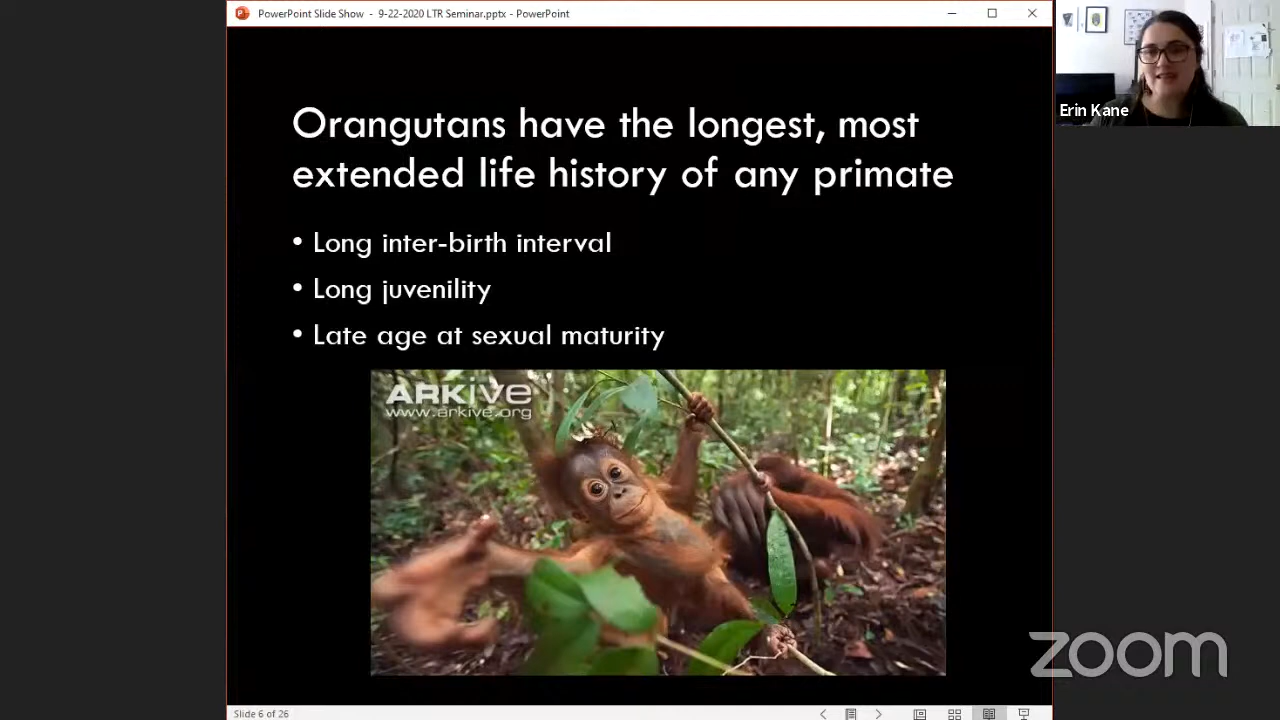 PowerPoint Slide Show - 9-22-2020 LTR Seminar.pptx - PowerPoint
Erin Kane
Orangutans have the longest, most
extended life history of any primate
• Long inter-birth interval
• Long juvenility
• Late age at sexual maturity
ARKive
www.arkive.org
zoom
Slide 6 of 26